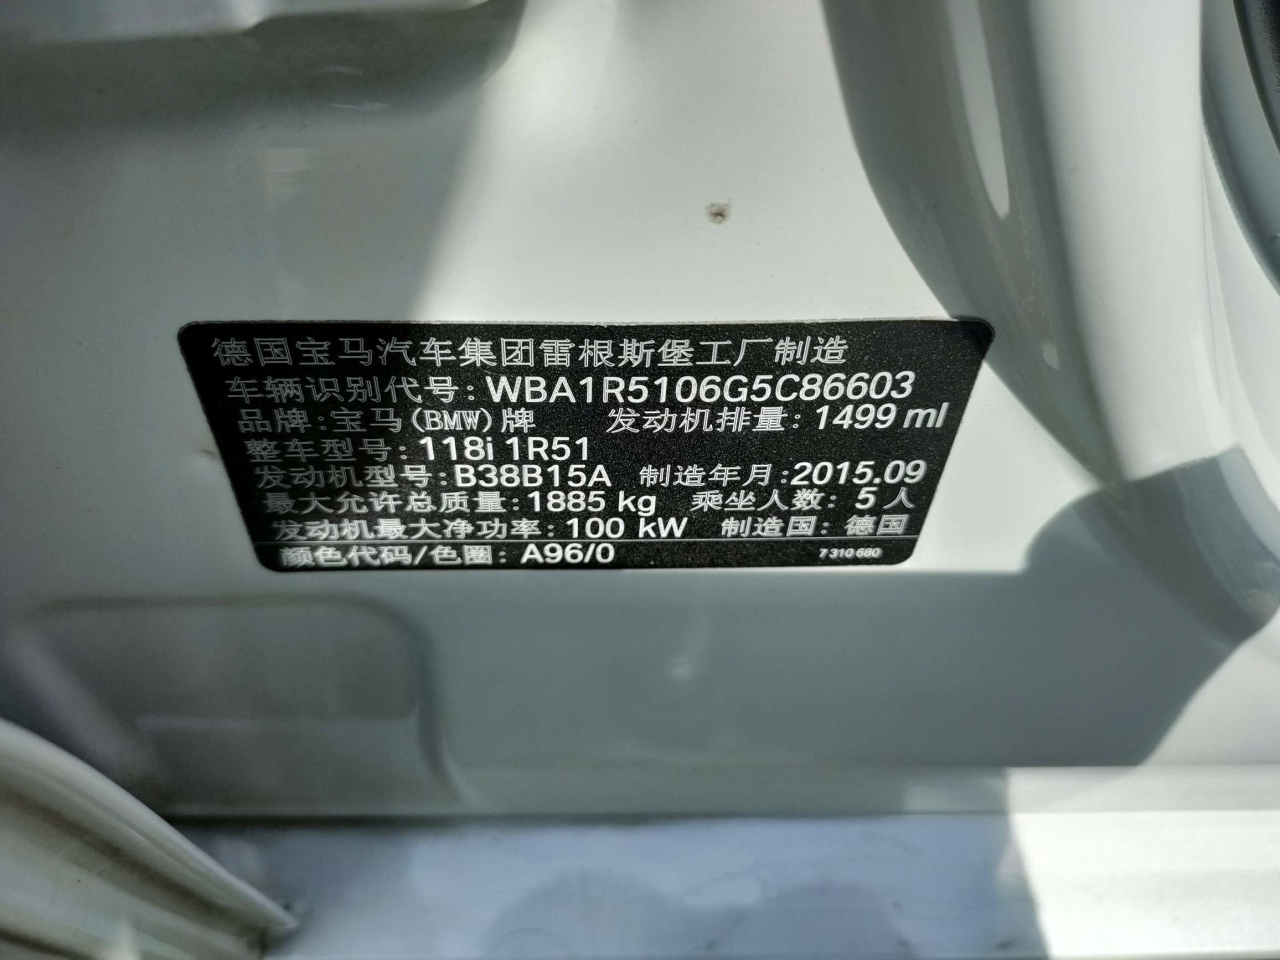 德国宝马汽车集团雷根斯堡工厂制造
车辆识别代号: WBA1R5106G5C86603
品牌: 宝马(BMW)牌 发动机排量: 1499 ml
整车型号: 118i 1R51
发动机型号: B38B15A 制造年月: 2015.09
最大允许总质量: 1885 kg 乘坐人数: 5 人
发动机最大净功率: 100 kW 制造国: 德国
颜色代码/色圈: A96/0 7 310 680